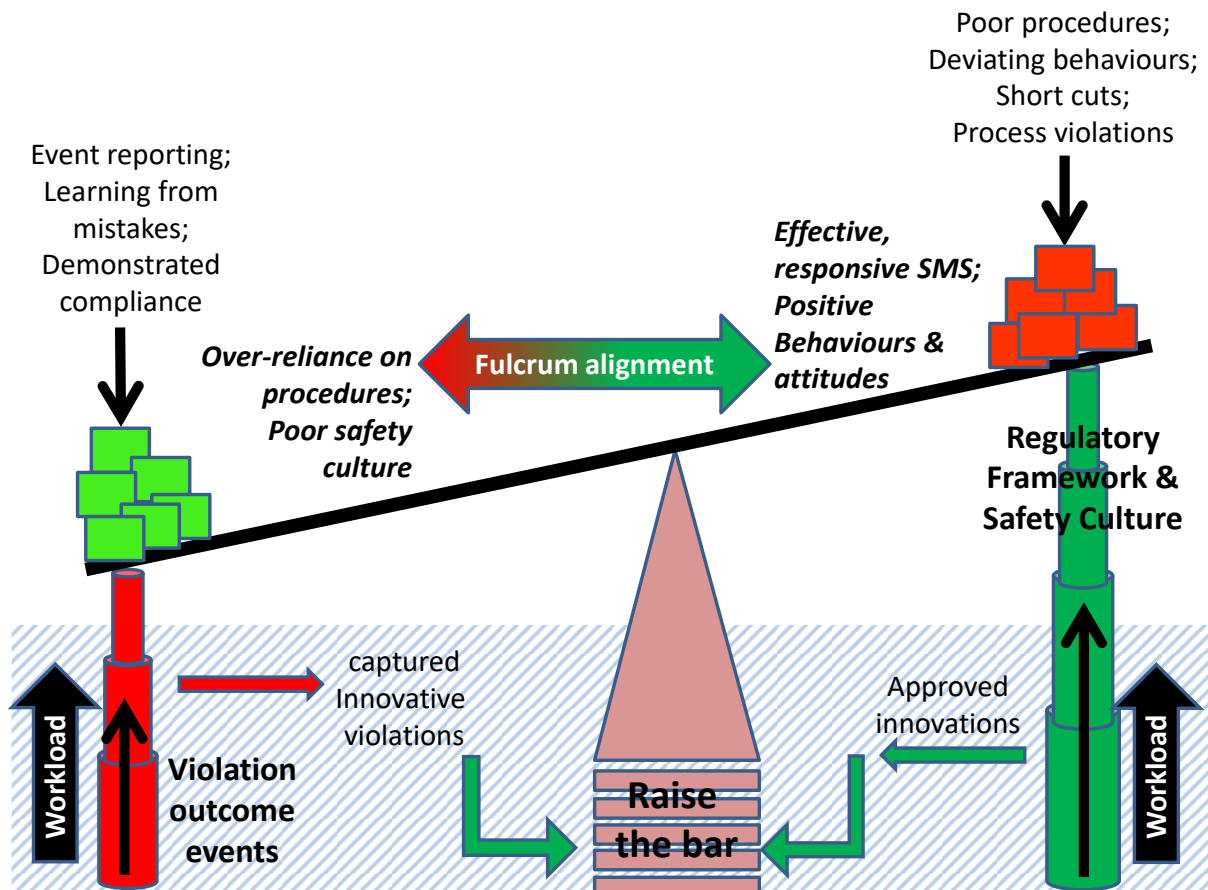 Poor procedures;
Deviating behaviours;
Short cuts;
Process violations
Event reporting;
Learning from
mistakes;
Demonstrated
compliance
Effective,
responsive SMS;
Positive
Behaviours &
attitudes
Fulcrum alignment
Over-reliance on
procedures;
Poor safety
culture
Regulatory
Framework &
Safety Culture
captured
Innovative
violations
Approved
innovations
Workload
Violation
outcome
events
Raise
the bar
Workload